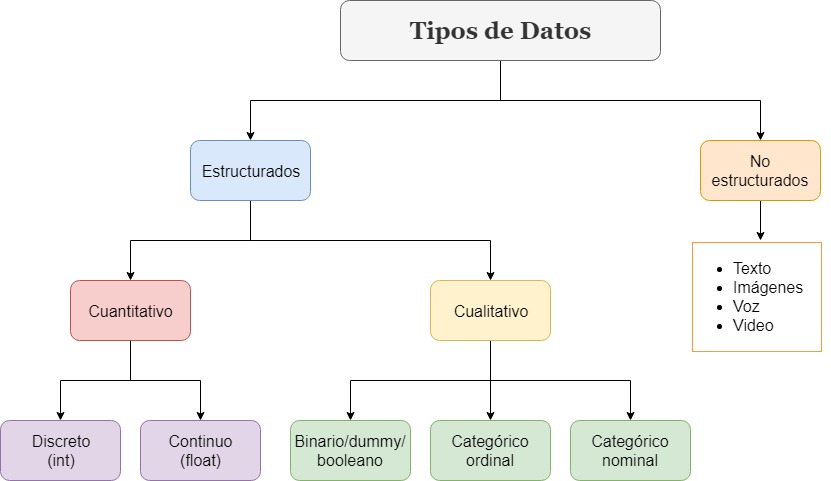 Tipos de Datos
Estructurados
No
estructurados
Texto
Imágenes
Voz
Video
Cuantitativo
Cualitativo
Discreto
(int)
Continuo
(float)
Binario/dummy/
booleano
Categórico
ordinal
Categórico
nominal